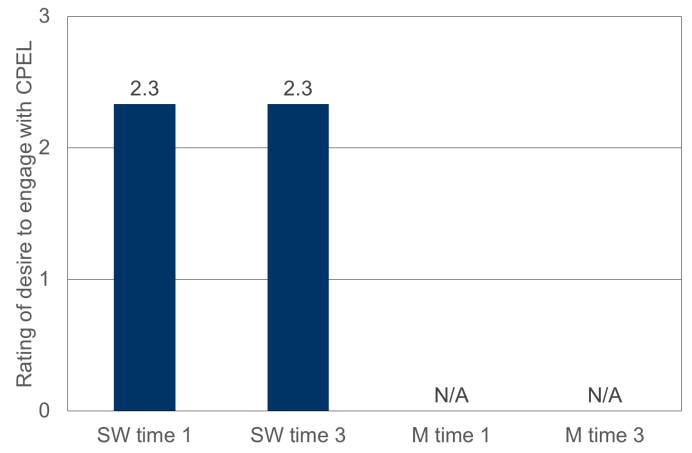 Rating of desire to engage with CPEL
3
2
1
0
2.3
2.3
N/A
N/A
SW time 1
SW time 3
M time 1
M time 3